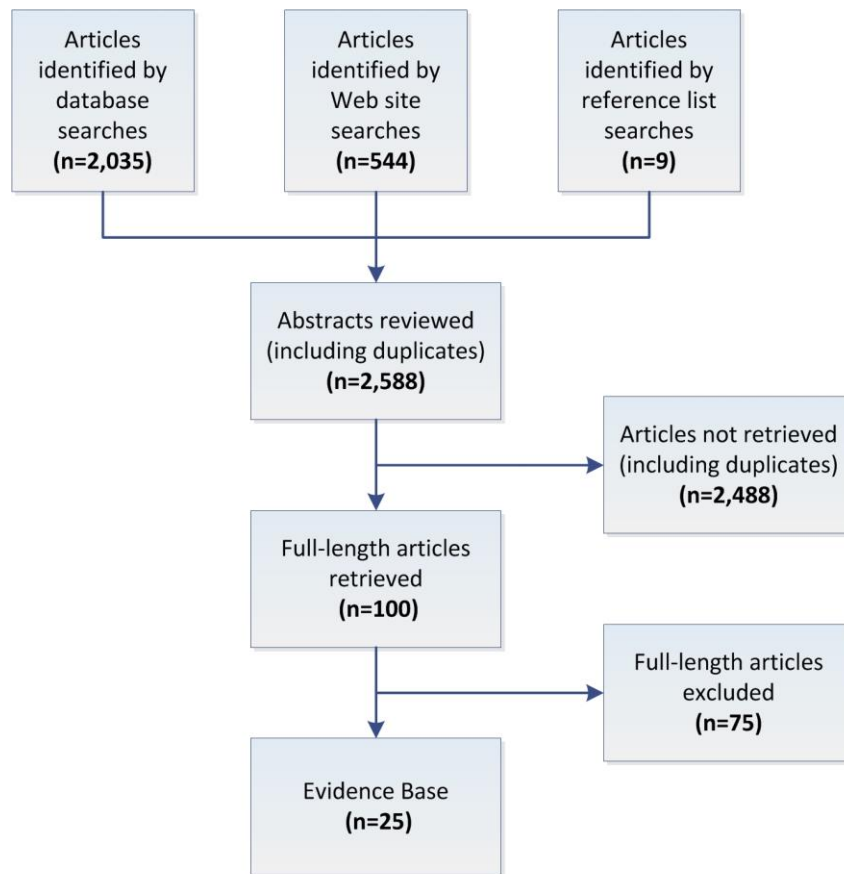 Articles
identified by
database
searches
(n=2,035)
Articles
identified by
Web site
searches
(n=544)
Articles
identified by
reference list
searches
(n=9)
Abstracts reviewed
(including duplicates)
(n=2,588)
Articles not retrieved
(including duplicates)
(n=2,488)
Full-length articles
retrieved
(n=100)
Full-length articles
excluded
(n=75)
Evidence Base
(n=25)